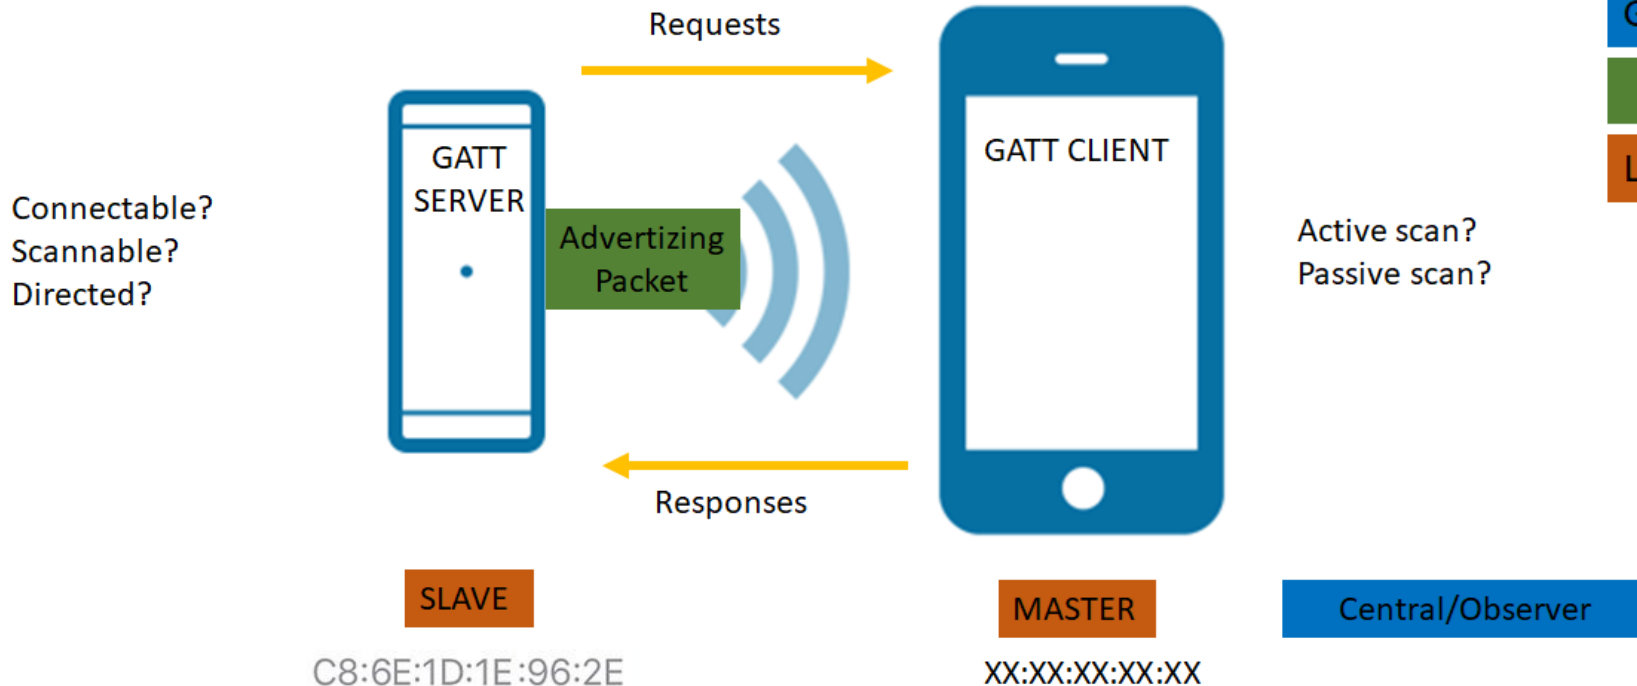 Requests
G
GATT
SERVER
GATT CLIENT
L
Connectable?
Scannable?
Directed?
Advertizing
Packet
Active scan?
Passive scan?
Responses
SLAVE
MASTER
Central/Observer
C8:6E:1D:1E:96:2E
XX:XX:XX:XX:XX